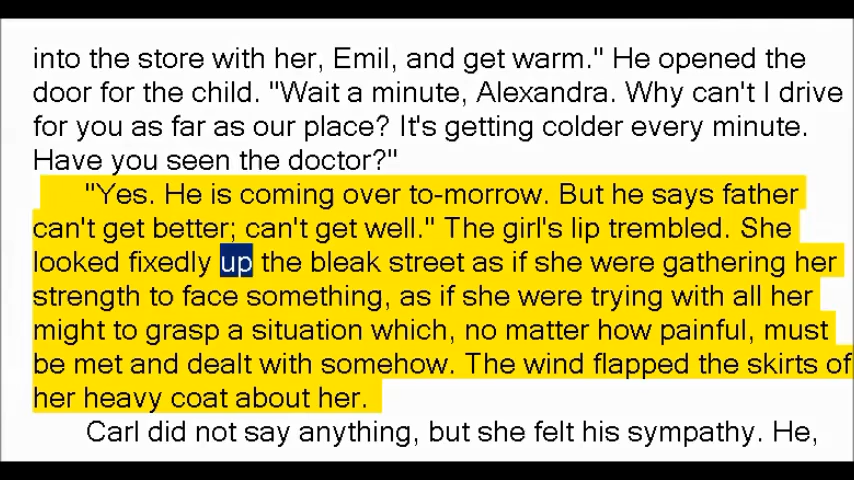 into the store with her, Emil, and get warm." He opened the
door for the child. "Wait a minute, Alexandra. Why can't I drive
for you as far as our place? It's getting colder every minute.
Have you seen the doctor?"
"Yes. He is coming over to-morrow. But he says father
can't get better; can't get well." The girl's lip trembled. She
looked fixedly up the bleak street as if she were gathering her
strength to face something, as if she were trying with all her
might to grasp a situation which, no matter how painful, must
be met and dealt with somehow. The wind flapped the skirts of
her heavy coat about her.
Carl did not say anything, but she felt his sympathy. He,